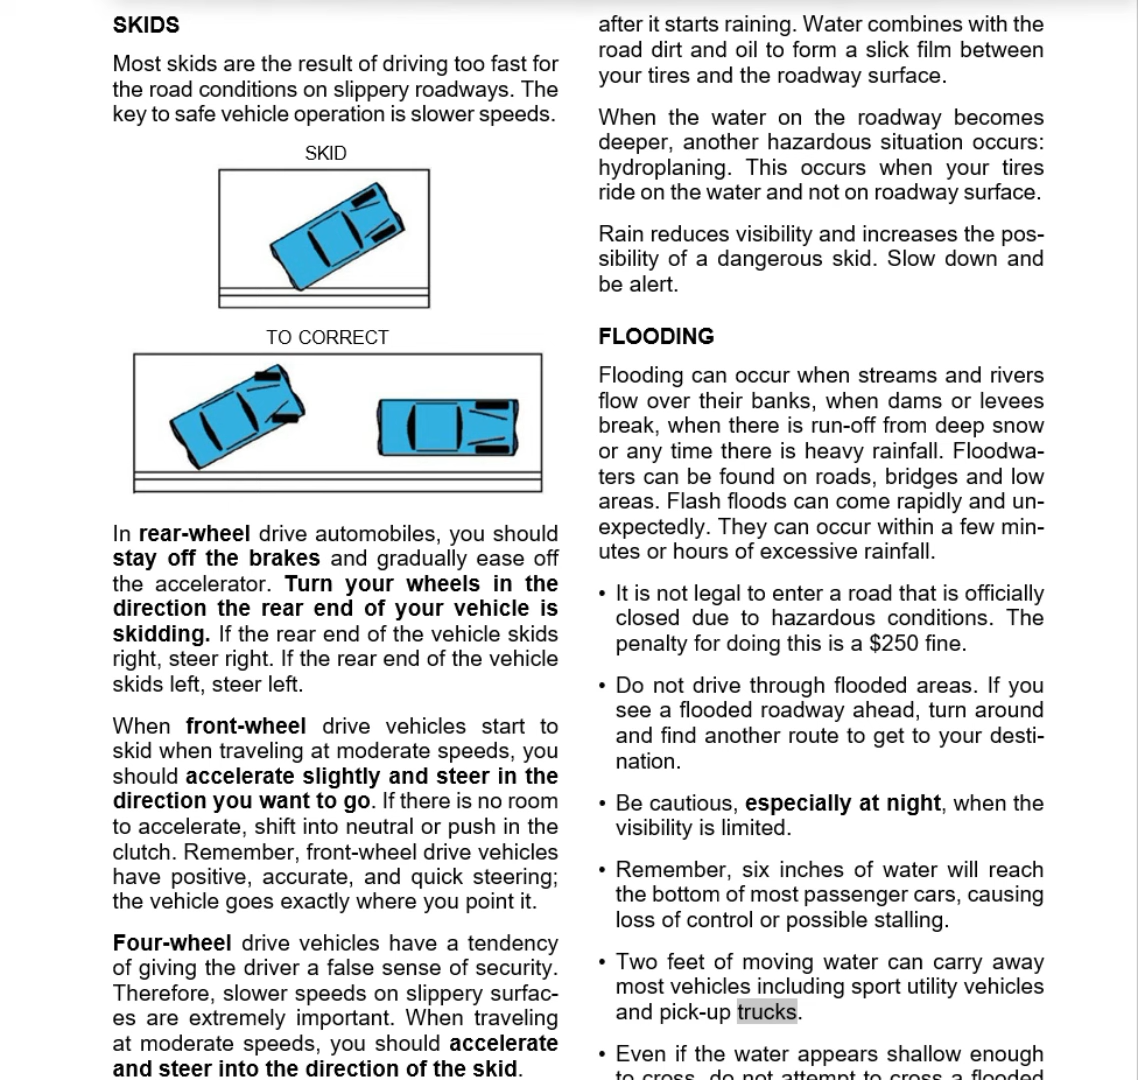 SKIDS
Most skids are the result of driving too fast for
the road conditions on slippery roadways. The
key to safe vehicle operation is slower speeds.
SKID
TO CORRECT
In rear-wheel drive automobiles, you should
stay off the brakes and gradually ease off
the accelerator. Turn your wheels in the
direction the rear end of your vehicle is
skidding. If the rear end of the vehicle skids
right, steer right. If the rear end of the vehicle
skids left, steer left.
When front-wheel drive vehicles start to
skid when traveling at moderate speeds, you
should accelerate slightly and steer in the
direction you want to go. If there is no room
to accelerate, shift into neutral or push in the
clutch. Remember, front-wheel drive vehicles
have positive, accurate, and quick steering;
the vehicle goes exactly where you point it.
Four-wheel drive vehicles have a tendency
of giving the driver a false sense of security.
Therefore, slower speeds on slippery surfac-
es are extremely important. When traveling
at moderate speeds, you should accelerate
and steer into the direction of the skid.
after it starts raining. Water combines with the
road dirt and oil to form a slick film between
your tires and the roadway surface.
When the water on the roadway becomes
deeper, another hazardous situation occurs:
hydroplaning. This occurs when your tires
ride on the water and not on roadway surface.
Rain reduces visibility and increases the pos-
sibility of a dangerous skid. Slow down and
be alert.
FLOODING
Flooding can occur when streams and rivers
flow over their banks, when dams or levees
break, when there is run-off from deep snow
or any time there is heavy rainfall. Floodwa-
ters can be found on roads, bridges and low
areas. Flash floods can come rapidly and un-
expectedly. They can occur within a few min-
utes or hours of excessive rainfall.
• It is not legal to enter a road that is officially
closed due to hazardous conditions. The
penalty for doing this is a $250 fine.
• Do not drive through flooded areas. If you
see a flooded roadway ahead, turn around
and find another route to get to your desti-
nation.
• Be cautious, especially at night, when the
visibility is limited.
• Remember, six inches of water will reach
the bottom of most passenger cars, causing
loss of control or possible stalling.
• Two feet of moving water can carry away
most vehicles including sport utility vehicles
and pick-up trucks.
• Even if the water appears shallow enough
to cross, do not attempt to cross a flooded